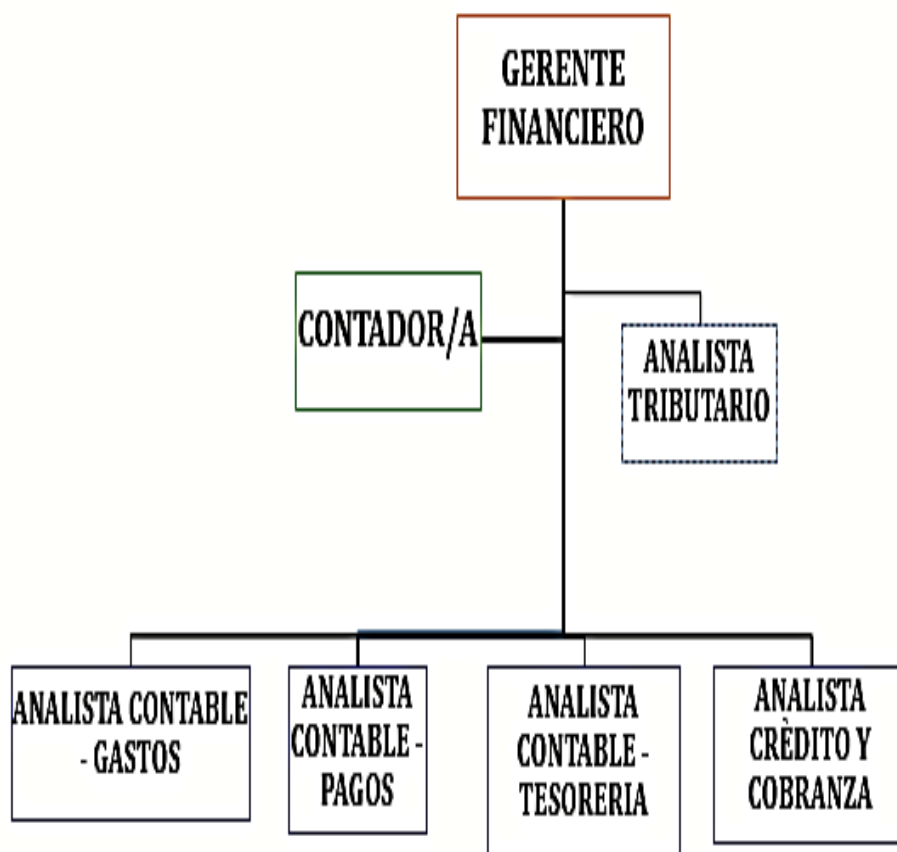 GERENTE
FINANCIERO
CONTADOR/A
ANALISTA
TRIBUTARIO
ANALISTA CONTABLE
- GASTOS
ANALISTA
CONTABLE -
PAGOS
ANALISTA
CONTABLE -
TESORERIA
ANALISTA
CRÈDITO Y
COBRANZA